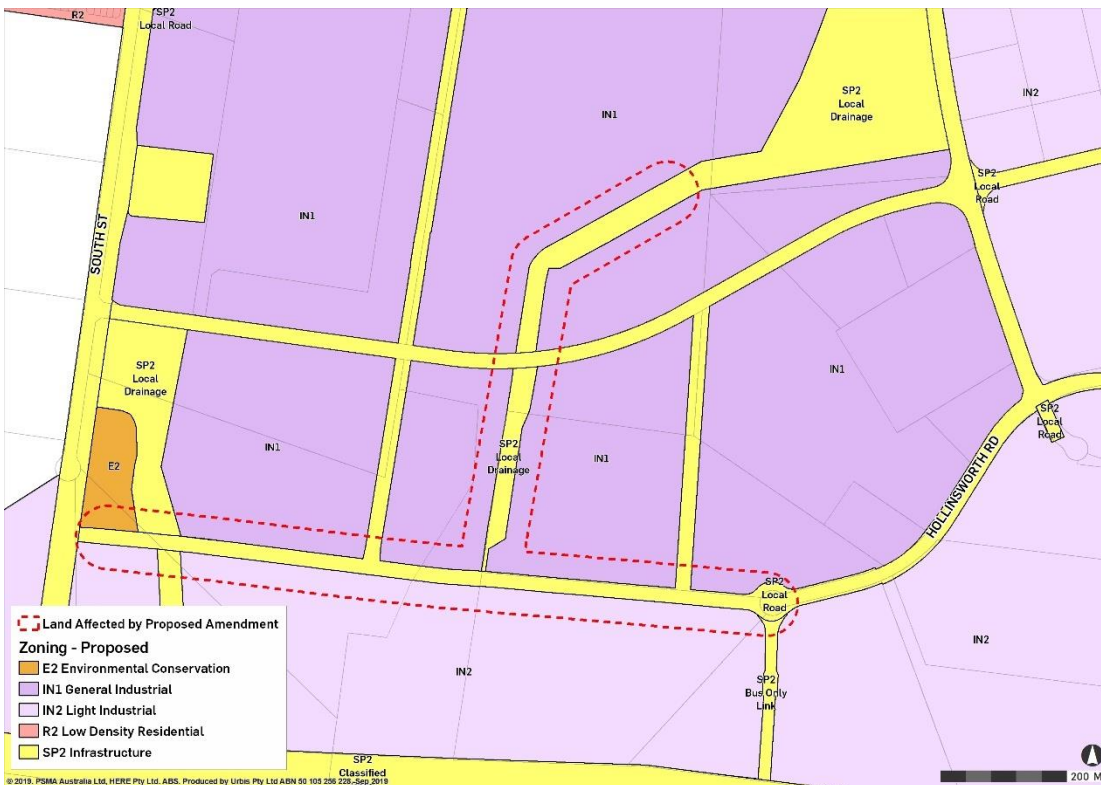 R2
SP2
Local Road
SP2
Local
Drainage
IN2
IN1
SP2
Local
Road
IN1
SOUTH ST
SP2
Local
Drainage
IN1
SP2
Local
Road
IN1
SP2
Local
Drainage
IN1
E2
HOLLINSWORTH RD
SP2
Local
Road
IN2
IN2
SP2
Bus Only
Link
SP2
Classified
Land Affected by Proposed Amendment
Zoning - Proposed
E2 Environmental Conservation
IN1 General Industrial
IN2 Light Industrial
R2 Low Density Residential
SP2 Infrastructure
© 2019. PSMA Australia Ltd, HERE Pty Ltd. ABS. Produced by Urbis Pty Ltd ABN 50 105 256 228, Sep 2019
200 M